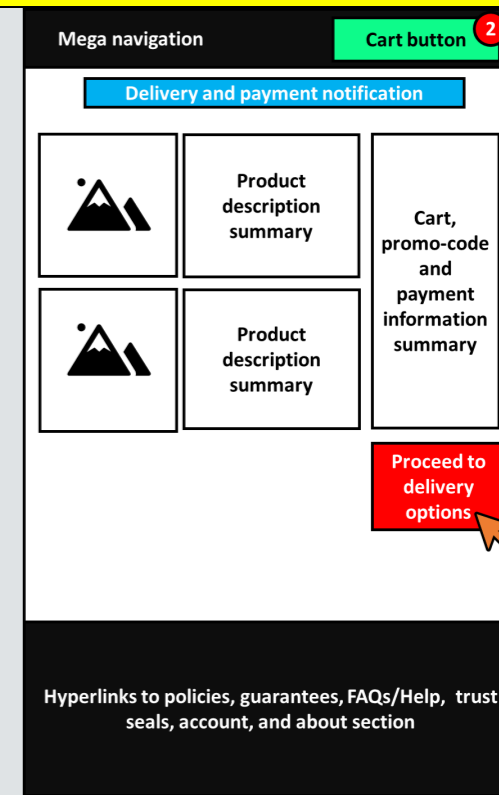 Mega navigation
Cart button
2
Delivery and payment notification
Product
description
summary
Cart,
promo-code
and
payment
information
summary
Product
description
summary
Proceed to
delivery
options
Hyperlinks to policies, guarantees, FAQs/Help, trust
seals, account, and about section